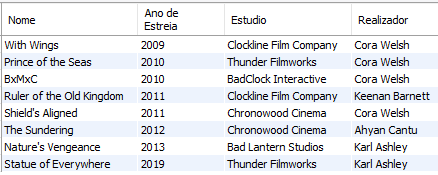 Nome Ano de Estreia Estudio Realizador
With Wings 2009 Clockline Film Company Cora Welsh
Prince of the Seas 2010 Thunder Filmworks Cora Welsh
BxMxC 2010 BadClock Interactive Cora Welsh
Ruler of the Old Kingdom 2011 Clockline Film Company Keenan Barnett
Shield's Aligned 2011 Chronowood Cinema Cora Welsh
The Sundering 2012 Chronowood Cinema Ahyan Cantu
Nature's Vengeance 2013 Bad Lantern Studios Karl Ashley
Statue of Everywhere 2019 Thunder Filmworks Karl Ashley